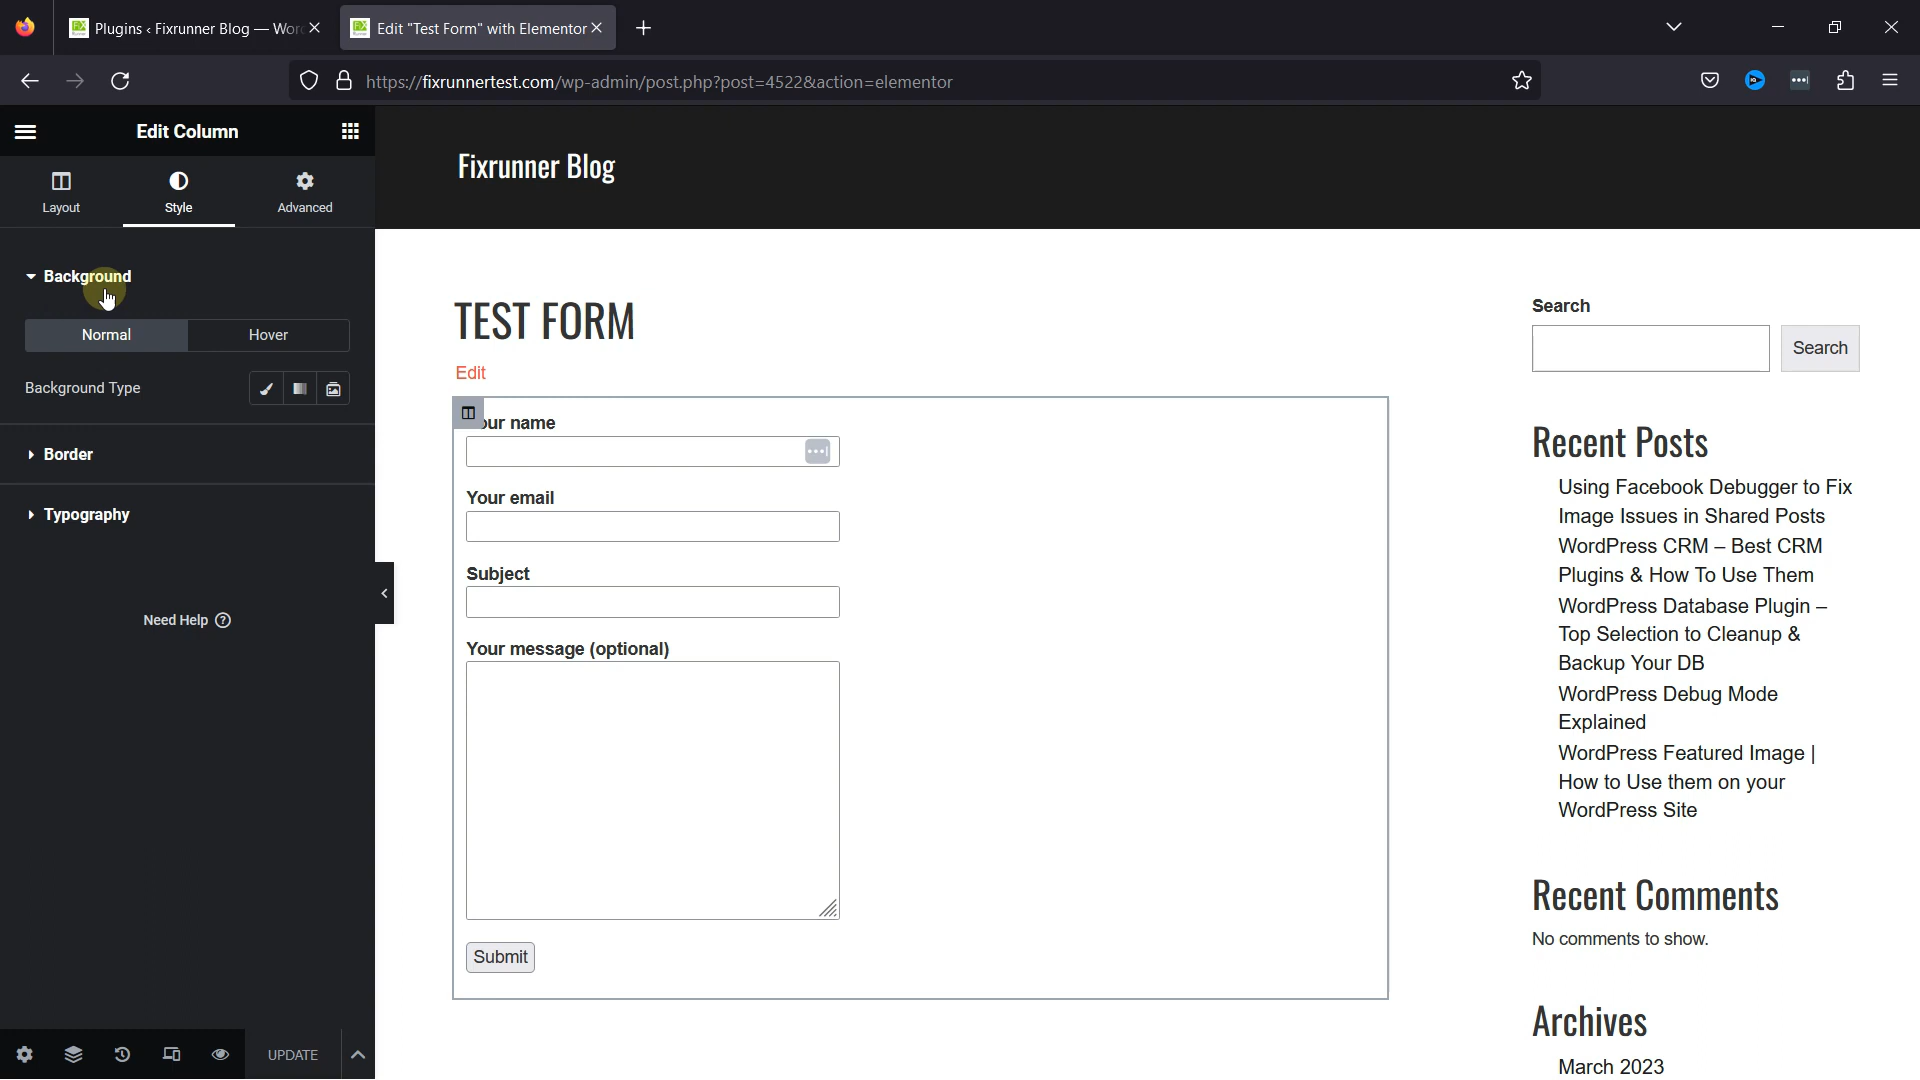 Plugins ‹ Fixrunner Blog — Wor
Edit "Test Form" with Elementor
https://fixrunnertest.com/wp-admin/post.php?post=4522&action=elementor
Edit Column
Layout
Style
Advanced
Background
Normal
Hover
Background Type
Border
Typography
Need Help
UPDATE
Fixrunner Blog
TEST FORM
Edit
our name
Your email
Subject
Your message (optional)
Submit
Search
Search
Recent Posts
Using Facebook Debugger to Fix
Image Issues in Shared Posts
WordPress CRM – Best CRM
Plugins & How To Use Them
WordPress Database Plugin –
Top Selection to Cleanup &
Backup Your DB
WordPress Debug Mode
Explained
WordPress Featured Image |
How to Use them on your
WordPress Site
Recent Comments
No comments to show.
Archives
March 2023